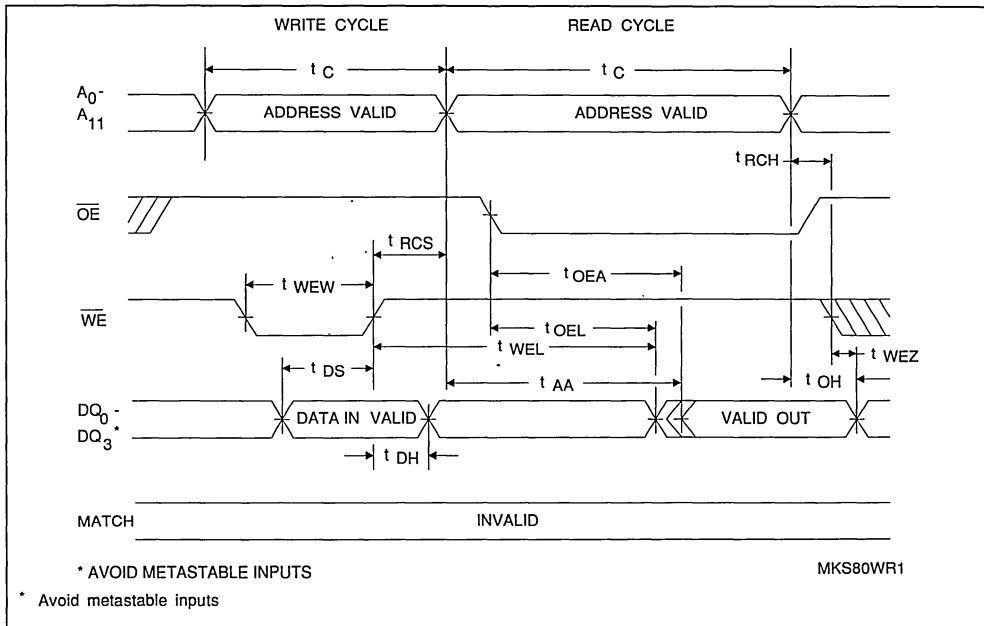 WRITE CYCLE READ CYCLE
t C t C
A0-
A11
ADDRESS VALID ADDRESS VALID
t RCH
OE
t RCS
t WEW t OEA
WE
t OEL
t WEL t WEZ
t DS t OH
t AA
DQ0 -
DQ3*
DATA IN VALID VALID OUT
t DH
MATCH INVALID
* AVOID METASTABLE INPUTS MKS80WR1
* Avoid metastable inputs